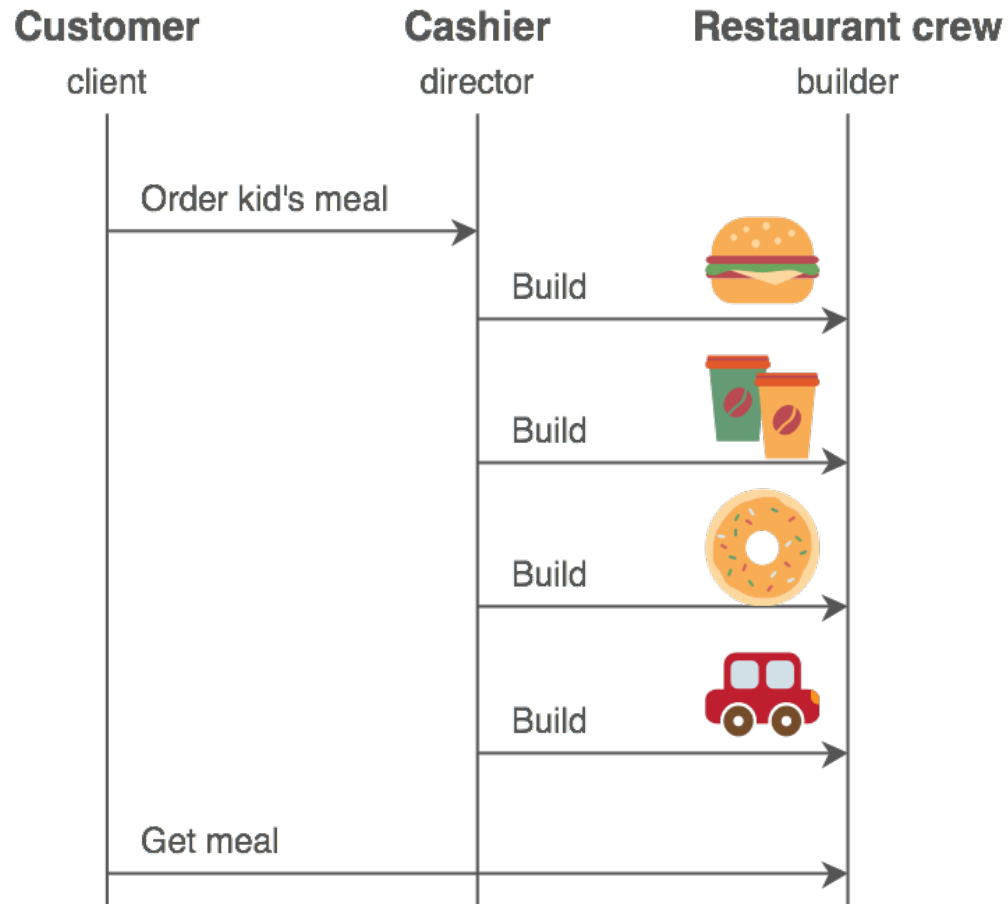 Customer
Cashier
Restaurant crew
client
director
builder
Order kid's meal
Build
Build
Build
Build
Get meal